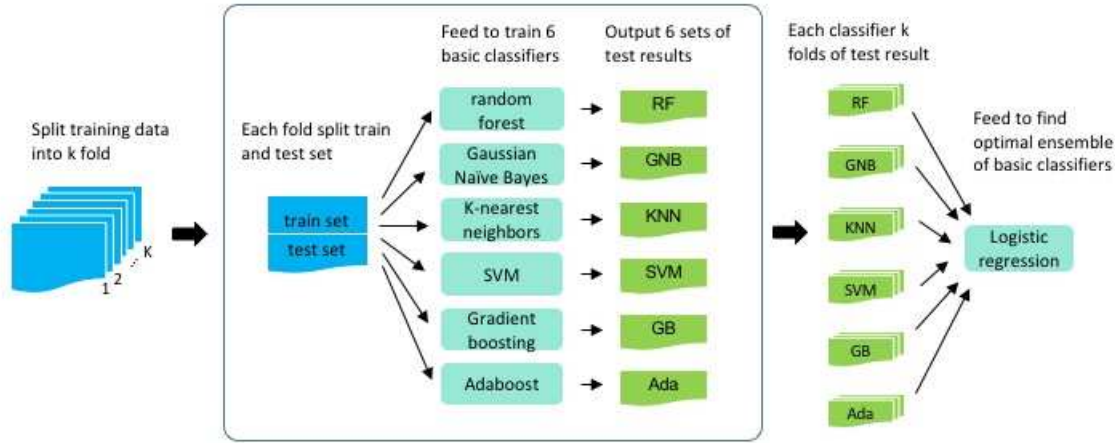 Split training data
into k fold
1
2
...
K
Each fold split train
and test set
train set
test set
Feed to train 6
basic classifiers
random
forest
Gaussian
Naïve Bayes
K-nearest
neighbors
SVM
Gradient
boosting
Adaboost
Output 6 sets of
test results
RF
GNB
KNN
SVM
GB
Ada
Each classifier k
folds of test result
RF
GNB
KNN
SVM
GB
Ada
Feed to find
optimal ensemble
of basic classifiers
Logistic
regression